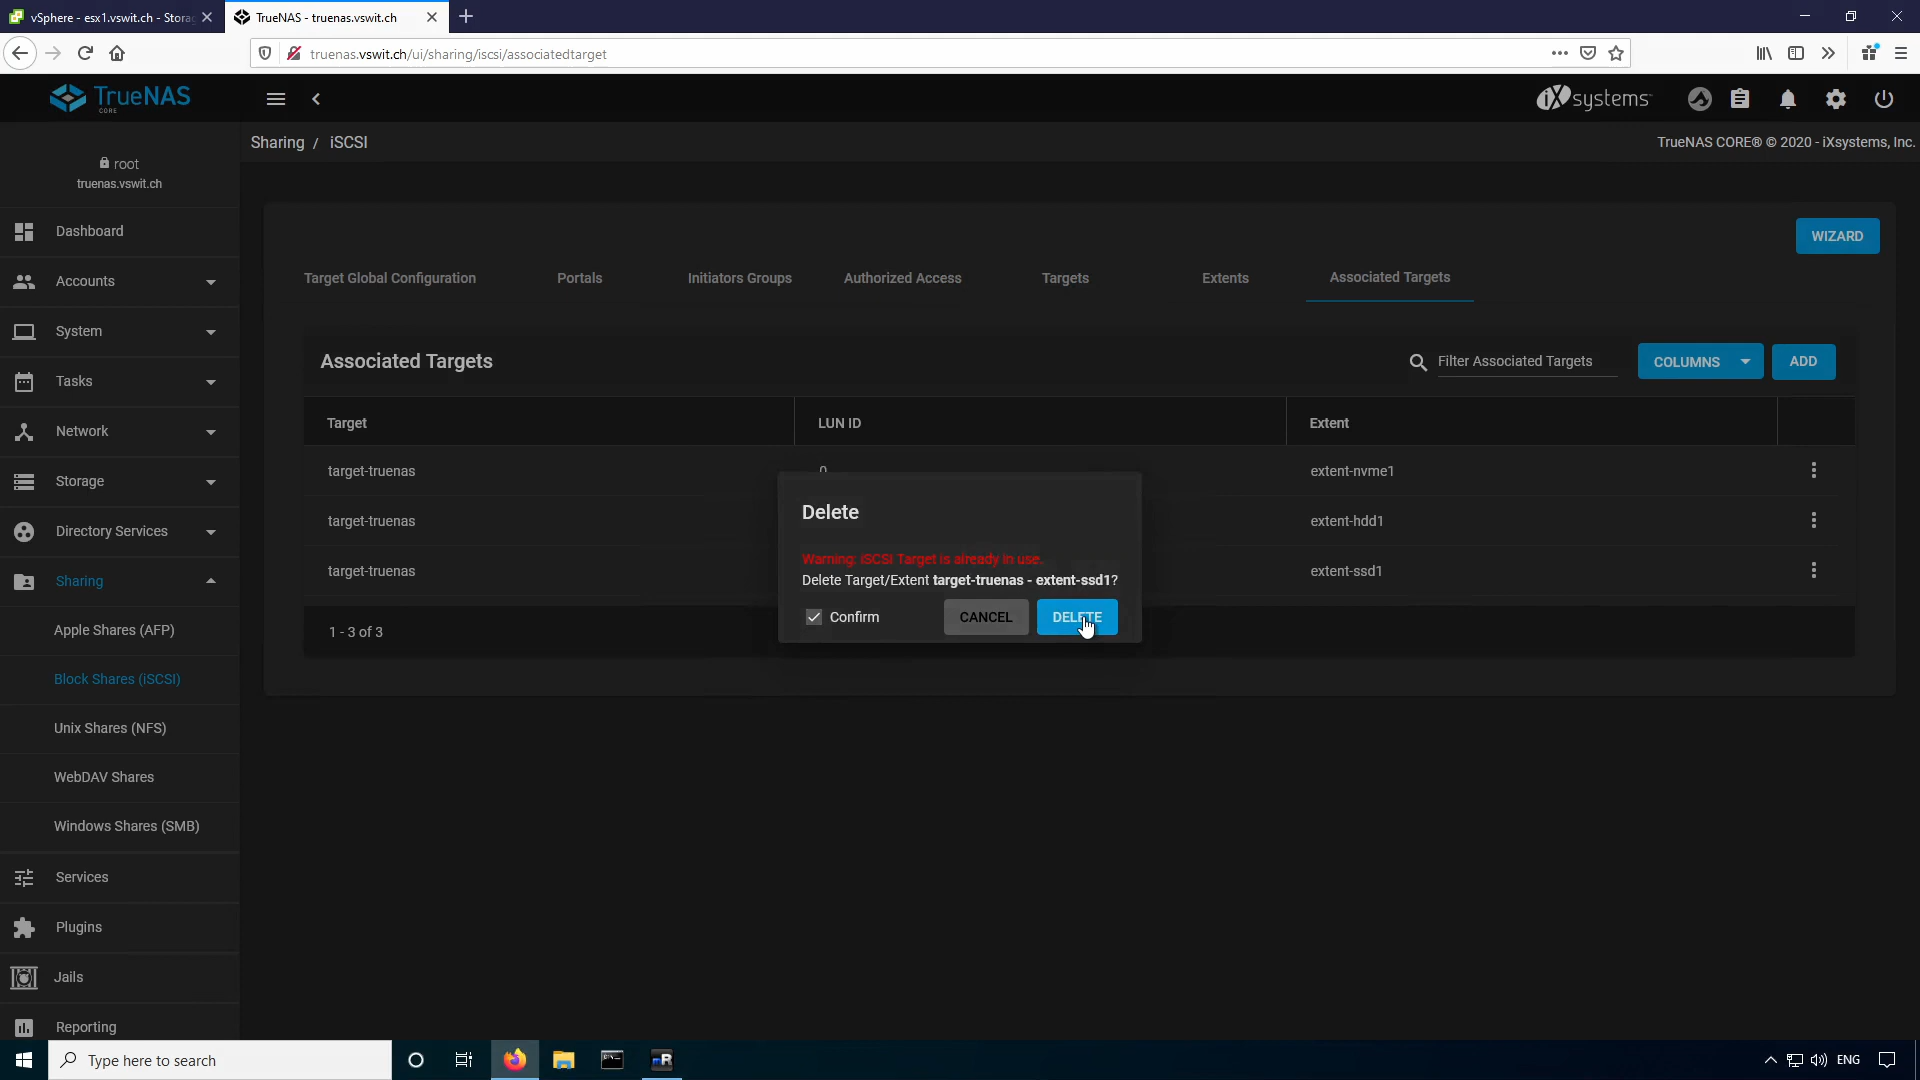 vSphere - esx1.vswit.ch - Stora
TrueNAS - truenas.vswit.ch
truenas.vswit.ch/ui/sharing/iscsi/associatedtarget
TrueNAS
CORE
iXsystems
root
truenas.vswit.ch
Sharing / iSCSI
TrueNAS CORE® © 2020 - iXsystems, Inc.
Dashboard
Accounts
System
Tasks
Network
Storage
Directory Services
Sharing
Apple Shares (AFP)
Block Shares (iSCSI)
Unix Shares (NFS)
WebDAV Shares
Windows Shares (SMB)
Services
Plugins
Jails
Reporting
WIZARD
Target Global Configuration Portals Initiators Groups Authorized Access Targets Extents Associated Targets
Associated Targets
Filter Associated Targets
COLUMNS
ADD
Target LUN ID Extent
target-truenas 0 extent-nvme1
target-truenas extent-hdd1
target-truenas extent-ssd1
1 - 3 of 3
Delete
Warning: iSCSI Target is already in use.
Delete Target/Extent target-truenas - extent-ssd1?
Confirm CANCEL DELETE
Type here to search
ENG